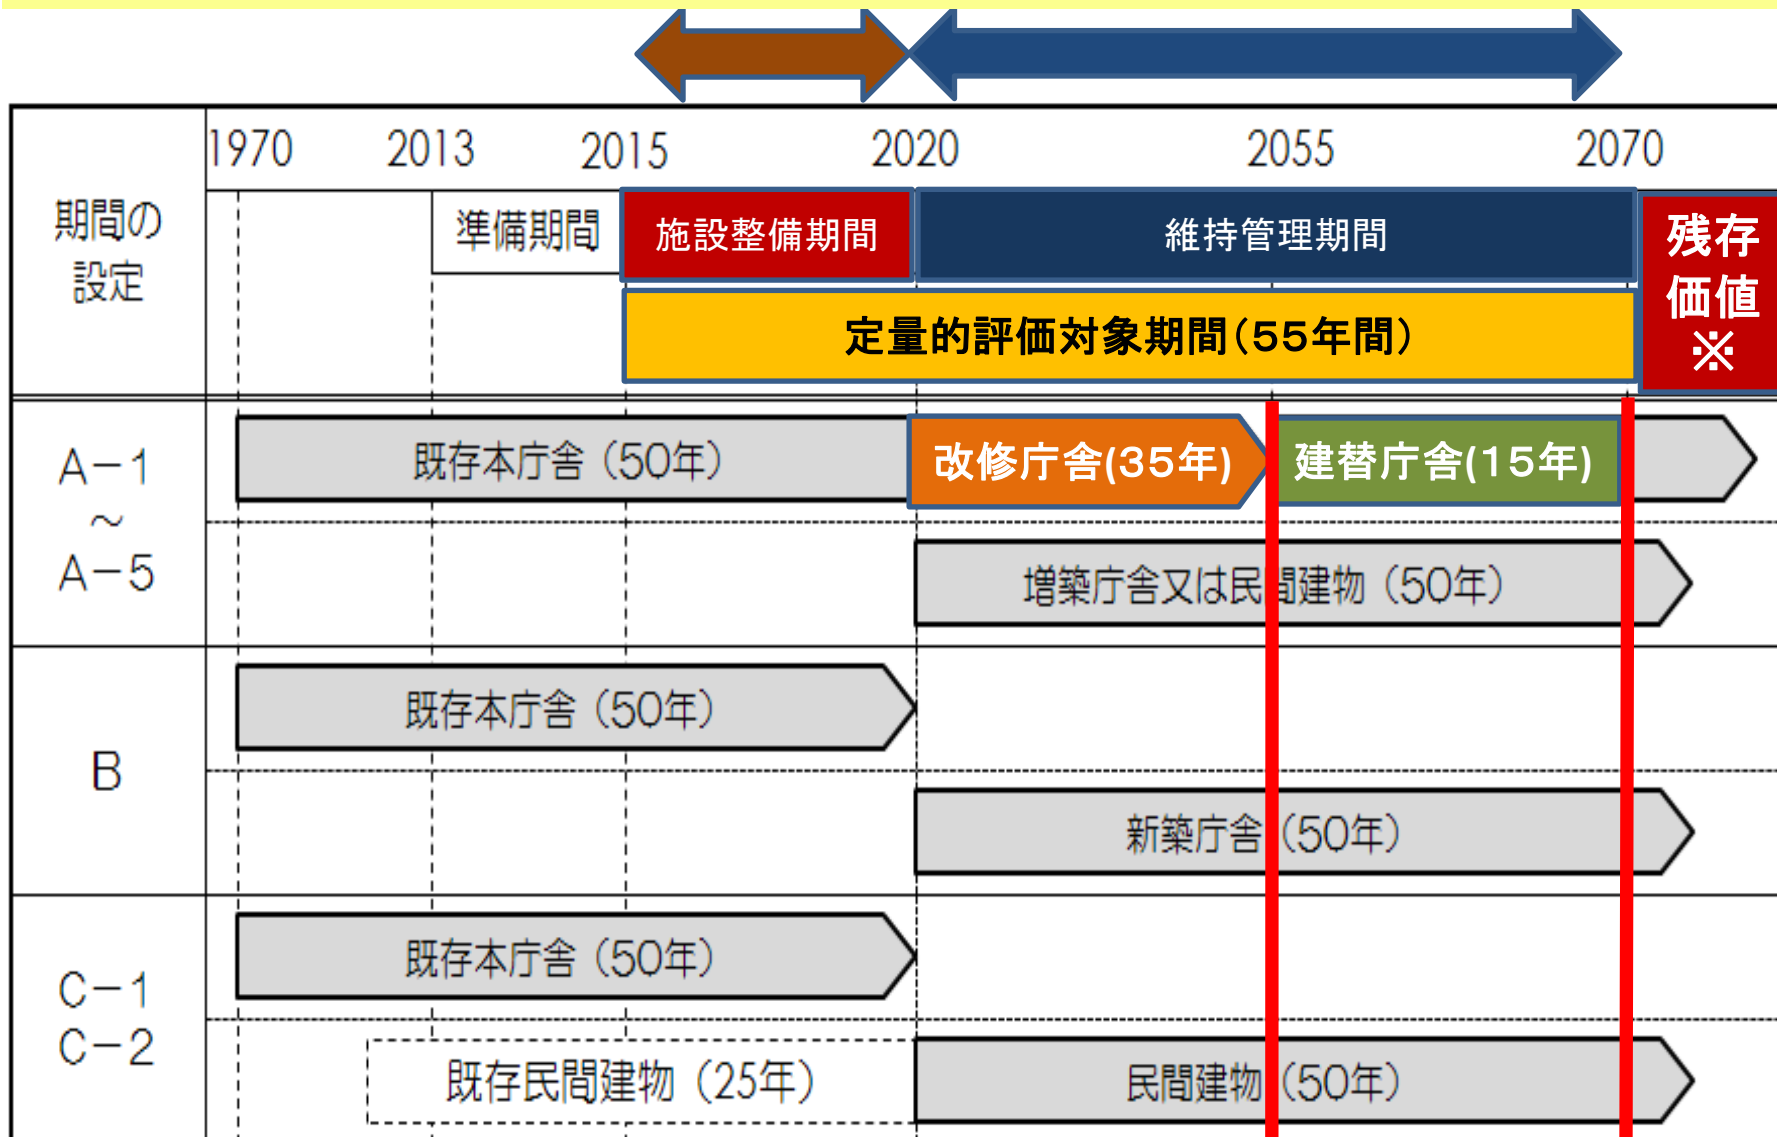 1970 2013 2015 2020 2055 2070
期間の
設定
準備期間 施設整備期間 維持管理期間
残存
価値
※
定量的評価対象期間(55年間)
A-1
～
A-5
既存本庁舎（50年） 改修庁舎(35年) 建替庁舎(15年)
増築庁舎又は民間建物（50年）
B
既存本庁舎（50年）
新築庁舎（50年）
C-1
C-2
既存本庁舎（50年）
既存民間建物（25年） 民間建物（50年）